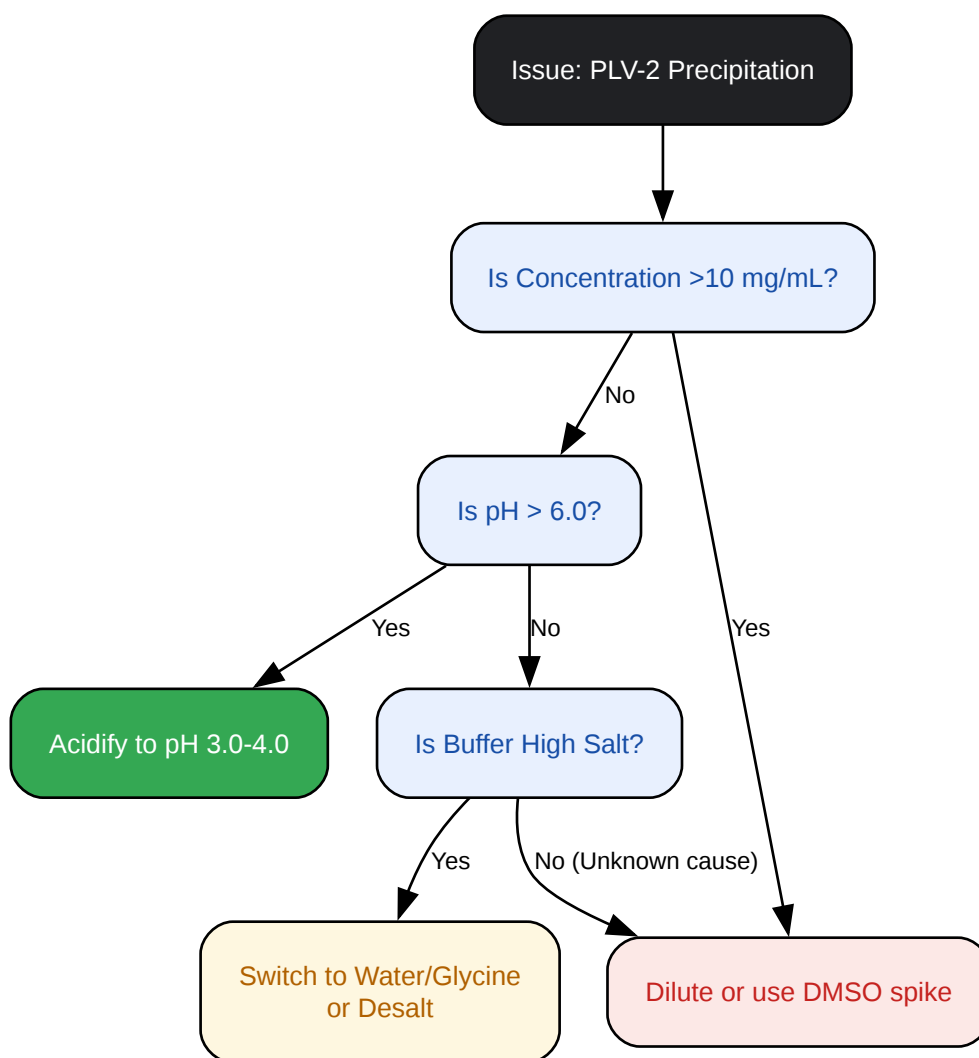 Issue: PLV-2 Precipitation
Is Concentration >10 mg/mL?
No
Is pH > 6.0?
Yes
No
Yes
Acidify to pH 3.0-4.0
Is Buffer High Salt?
Yes
No (Unknown cause)
Switch to Water/Glycine
or Desalt
Dilute or use DMSO spike